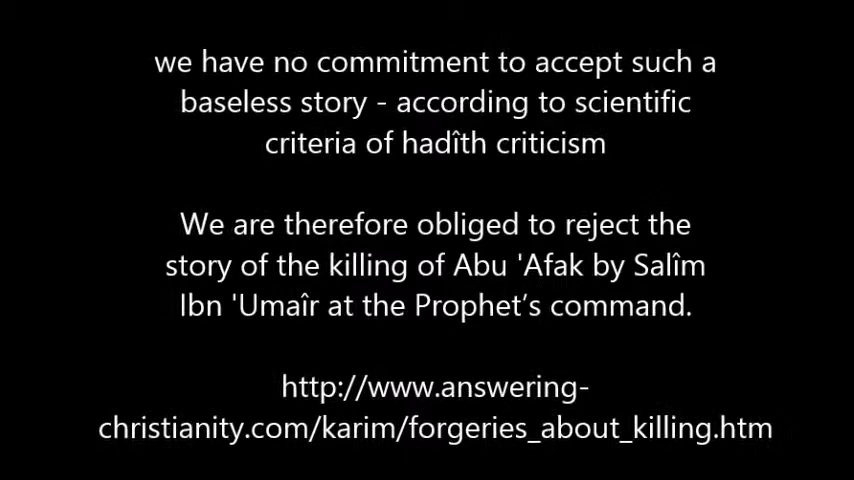 we have no commitment to accept such a
baseless story - according to scientific
criteria of hadîth criticism
We are therefore obliged to reject the
story of the killing of Abu 'Afak by Salîm
Ibn 'Umaîr at the Prophet’s command.
http://www.answering-
christianity.com/karim/forgeries_about_killing.htm